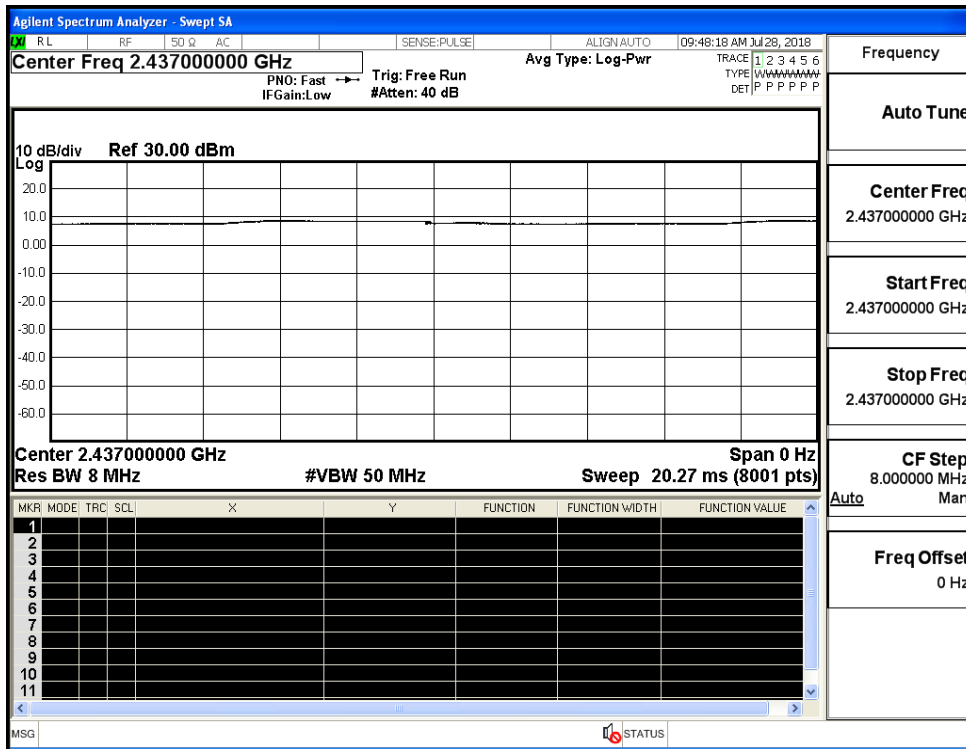 Agilent Spectrum Analyzer - Swept SA
LXI RL RF 50 Ω AC SENSE:PULSE ALIGN AUTO 09:48:18 AM Jul 28, 2018
Center Freq 2.437000000 GHz
PNO: Fast
IFGain:Low
Trig: Free Run
#Atten: 40 dB
Avg Type: Log-Pwr
TRACE 1 2 3 4 5 6
TYPE WWWWWW
DET P P P P P P
10 dB/div Ref 30.00 dBm
Log
20.0
10.0
0.00
-10.0
-20.0
-30.0
-40.0
-50.0
-60.0
Center 2.437000000 GHz Span 0 Hz
Res BW 8 MHz #VBW 50 MHz Sweep 20.27 ms (8001 pts)
MKR MODE TRC SCL X Y FUNCTION FUNCTION WIDTH FUNCTION VALUE
1
2
3
4
5
6
7
8
9
10
11
MSG STATUS
Frequency
Auto Tune
Center Freq
2.437000000 GHz
Start Freq
2.437000000 GHz
Stop Freq
2.437000000 GHz
CF Step
8.000000 MHz
Auto Man
Freq Offset
0 Hz